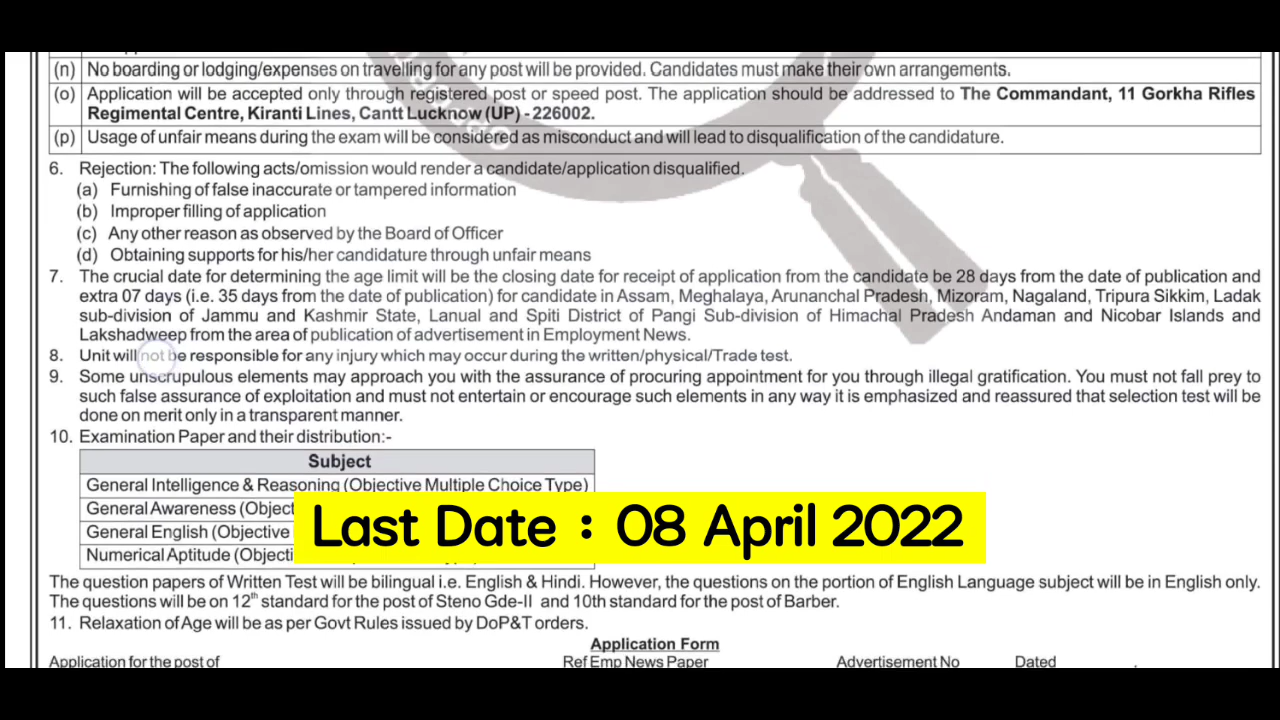 (n) No boarding or lodging/expenses on travelling for any post will be provided. Candidates must make their own arrangements.
(o) Application will be accepted only through registered post or speed post. The application should be addressed to The Commandant, 11 Gorkha Rifles
Regimental Centre, Kiranti Lines, Cantt Lucknow (UP) - 226002.
(p) Usage of unfair means during the exam will be considered as misconduct and will lead to disqualification of the candidature.
6. Rejection: The following acts/omission would render a candidate/application disqualified.
(a) Furnishing of false inaccurate or tampered information
(b) Improper filling of application
(c) Any other reason as observed by the Board of Officer
(d) Obtaining supports for his/her candidature through unfair means
7. The crucial date for determining the age limit will be the closing date for receipt of application from the candidate be 28 days from the date of publication and
extra 07 days (i.e. 35 days from the date of publication) for candidate in Assam, Meghalaya, Arunanchal Pradesh, Mizoram, Nagaland, Tripura Sikkim, Ladak
sub-division of Jammu and Kashmir State, Lanual and Spiti District of Pangi Sub-division of Himachal Pradesh Andaman and Nicobar Islands and
Lakshadweep from the area of publication of advertisement in Employment News.
8. Unit will not be responsible for any injury which may occur during the written/physical/Trade test.
9. Some unscrupulous elements may approach you with the assurance of procuring appointment for you through illegal gratification. You must not fall prey to
such false assurance of exploitation and must not entertain or encourage such elements in any way it is emphasized and reassured that selection test will be
done on merit only in a transparent manner.
10. Examination Paper and their distribution:-
Subject
General Intelligence & Reasoning (Objective Multiple Choice Type)
General Awareness (Objec
General English (Objective
Numerical Aptitude (Objecti
Last Date : 08 April 2022
The question papers of Written Test will be bilingual i.e. English & Hindi. However, the questions on the portion of English Language subject will be in English only.
The questions will be on 12th standard for the post of Steno Gde-II and 10th standard for the post of Barber.
11. Relaxation of Age will be as per Govt Rules issued by DoP&T orders.
Application Form
Application for the post of Ref Emp News Paper Advertisement No Dated